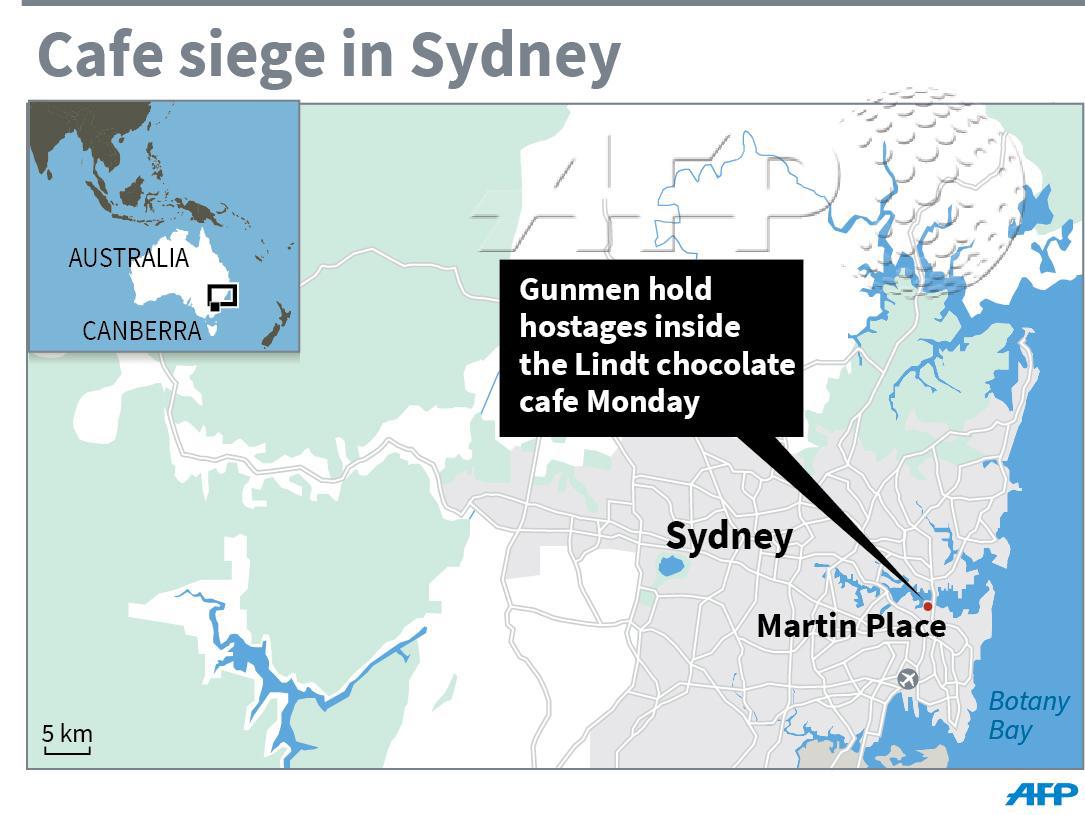 Cafe siege in Sydney
AFP
AUSTRALIA
CANBERRA
Gunmen hold
hostages inside
the Lindt chocolate
cafe Monday
Sydney
Martin Place
Botany
Bay
5 km
AFP